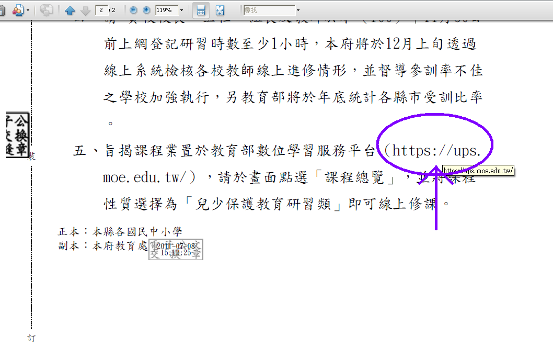 2 / 2
119%
尋找
前上網登記研習時數至少1小時，本府將於12月上旬透過
線上系統檢核各校教師線上進修情形，並督導參訓率不佳
之學校加強執行，另教育部將於年底統計各縣市受訓比率
。
五、旨揭課程業置於教育部數位學習服務平台（https://ups.
moe.edu.tw/），請於畫面點選「課程總覽」，並將課程
https://ups.moe.edu.tw/
性質選擇為「兒少保護教育研習類」即可線上修課。
正本：本縣各國民中小學
副本：本府教育處
2011-07-08
15:12:25
公換章
子交
裝
訂